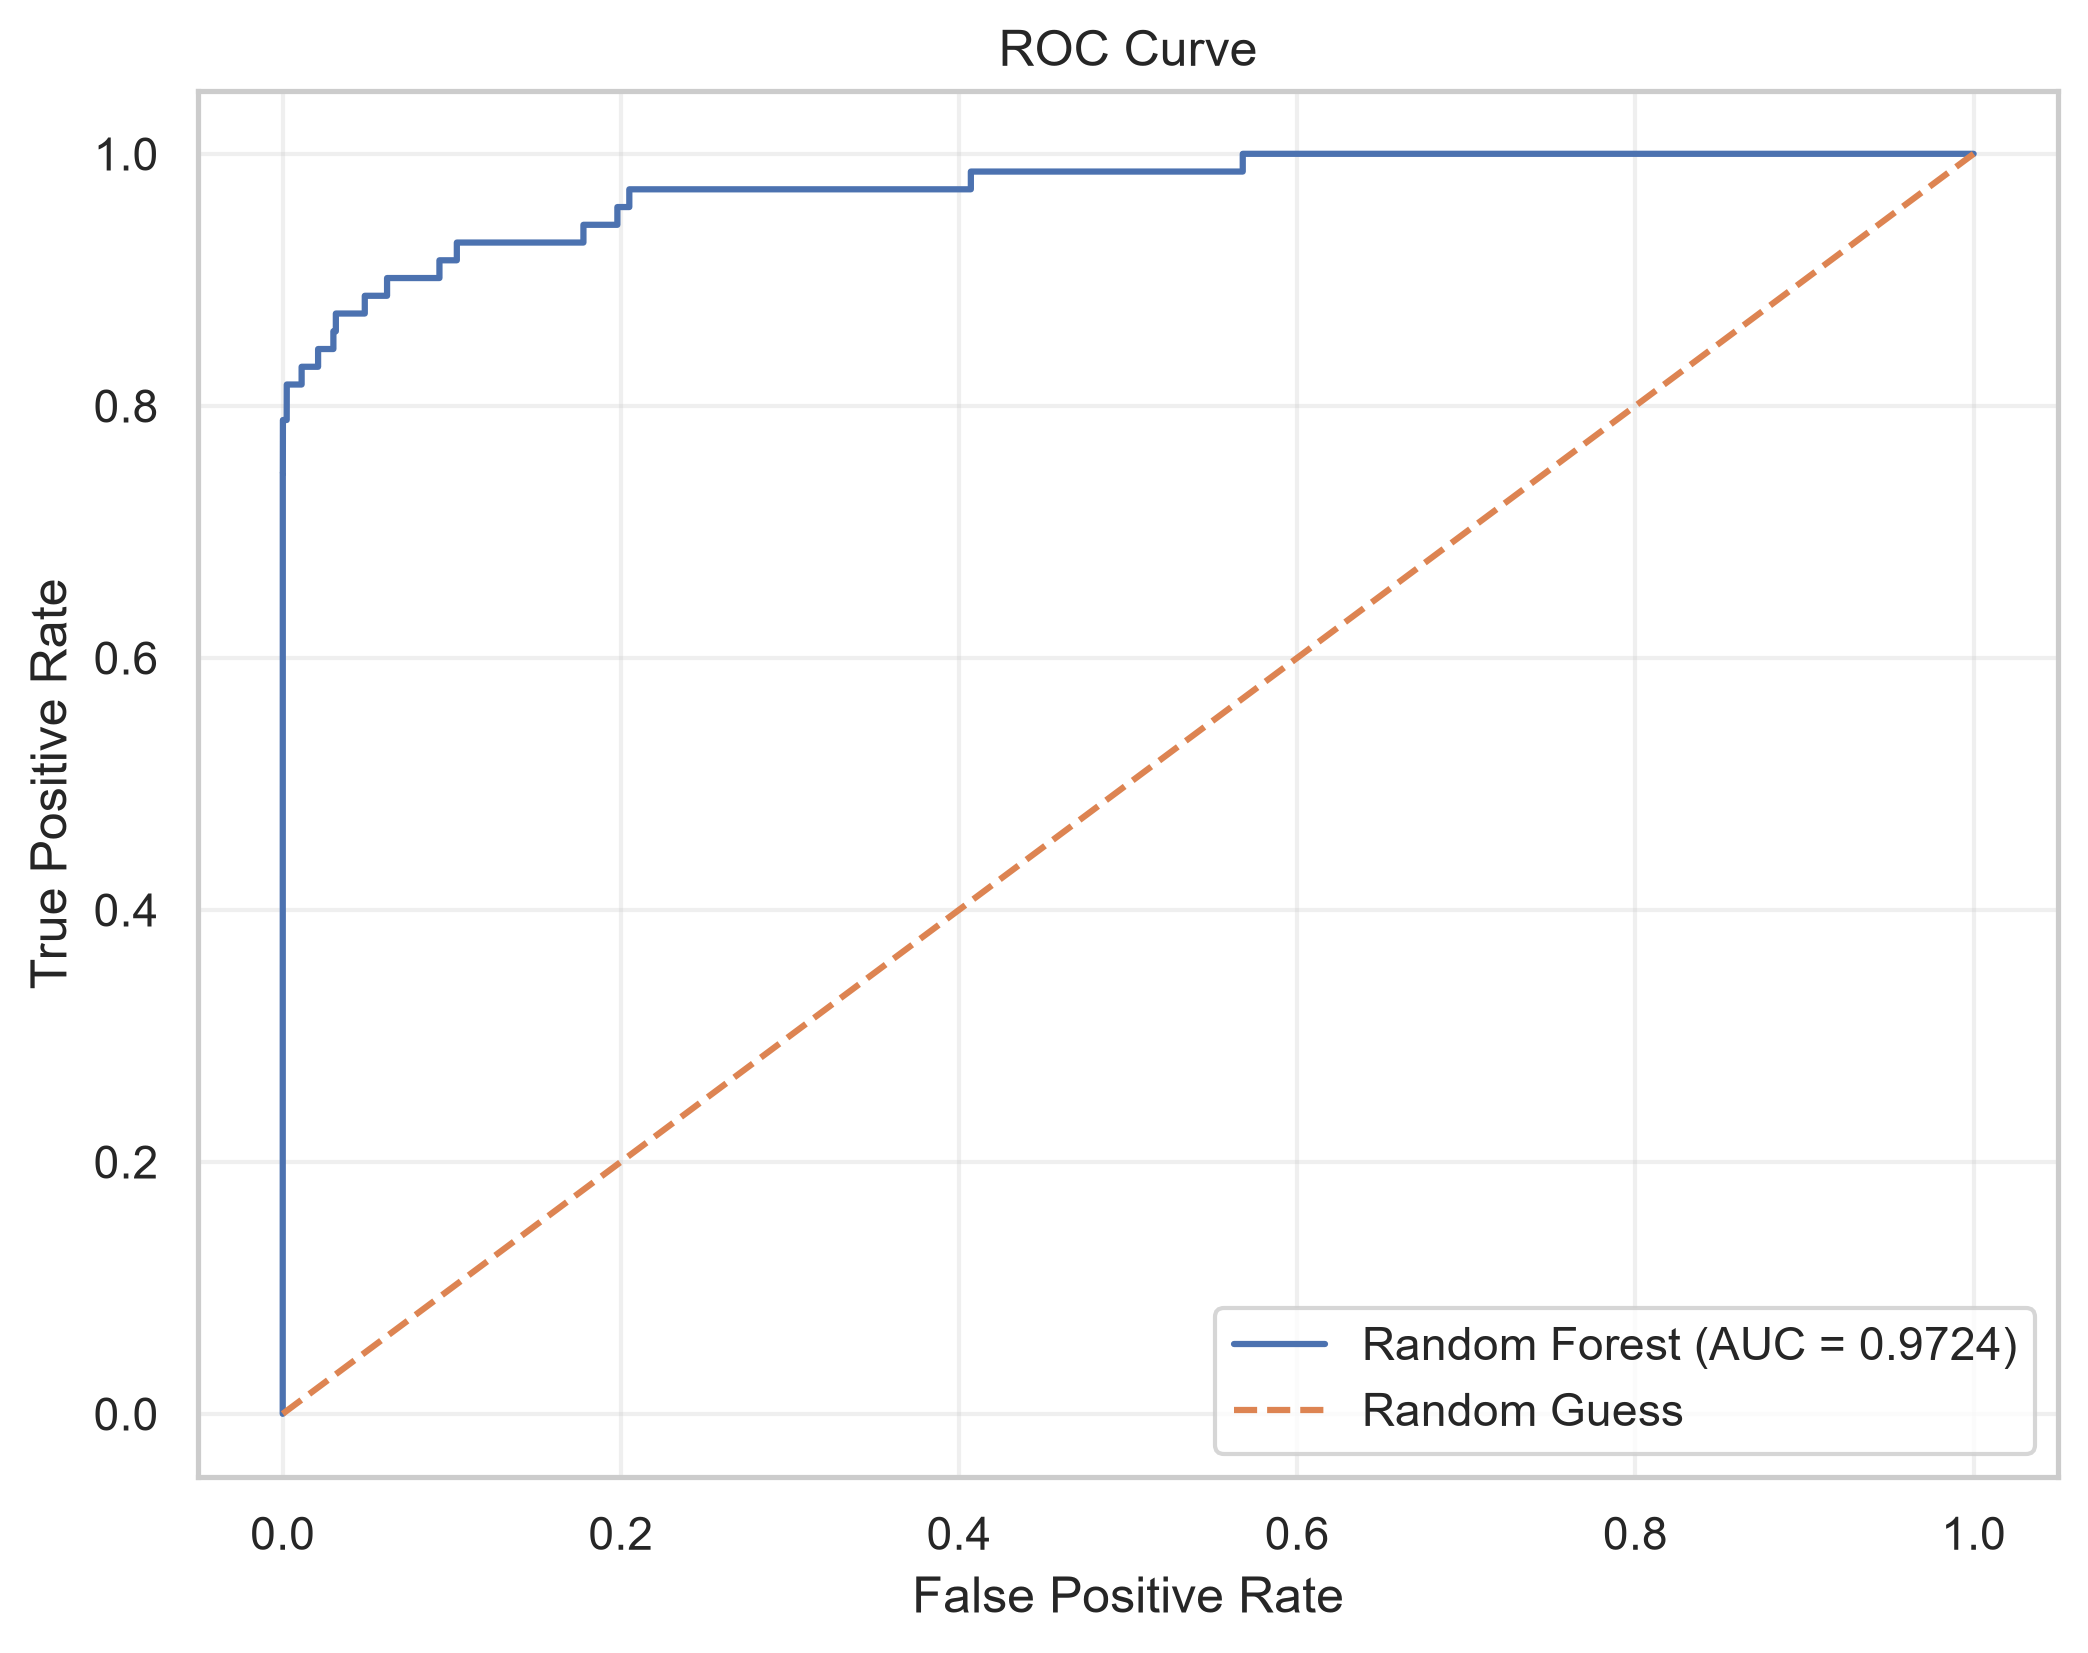 ROC Curve
True Positive Rate
1.0
0.8
0.6
0.4
0.2
0.0
0.0 0.2 0.4 0.6 0.8 1.0
False Positive Rate
Random Forest (AUC = 0.9724)
Random Guess